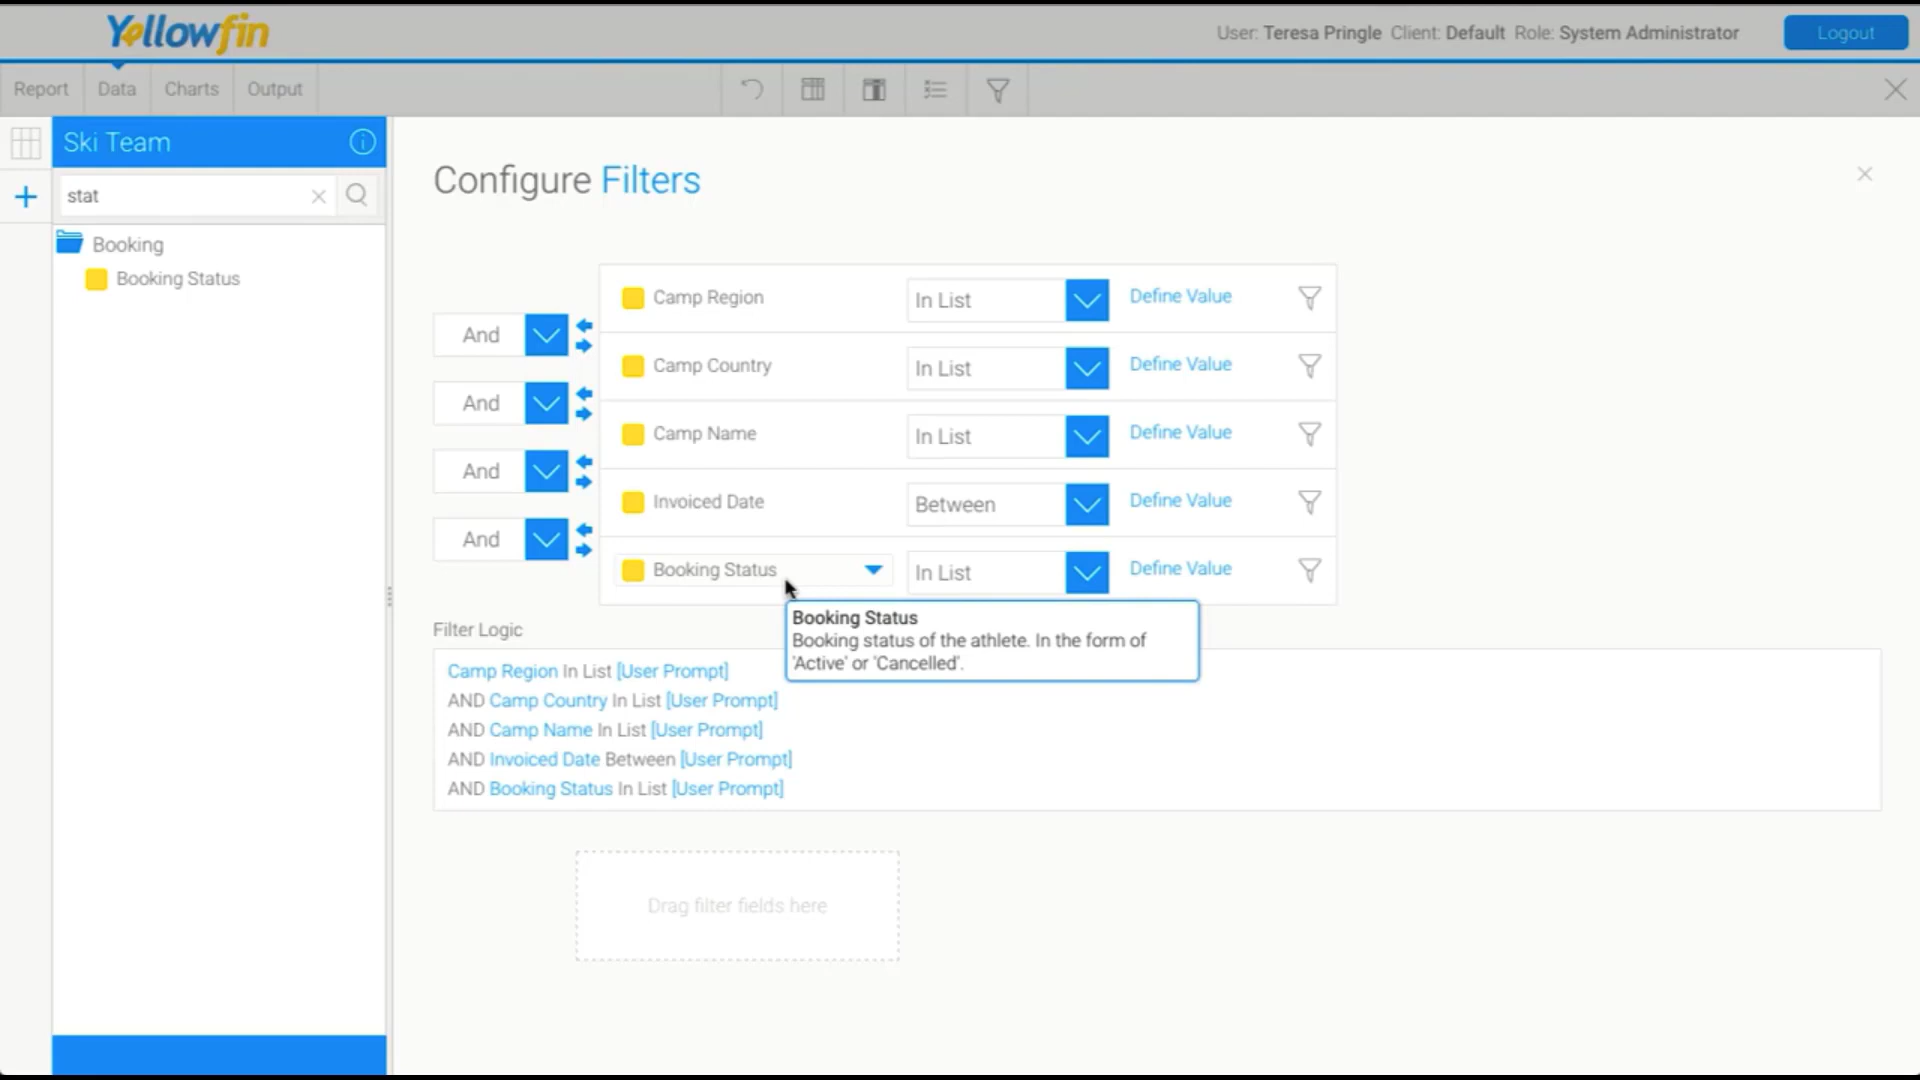 Yellowfin
User: Teresa Pringle Client: Default Role: System Administrator
Logout
Report Data Charts Output
Ski Team
stat
Booking
Booking Status
Configure Filters
Camp Region In List Define Value
And
Camp Country In List Define Value
And
Camp Name In List Define Value
And
Invoiced Date Between Define Value
And
Booking Status In List Define Value
Booking Status
Booking status of the athlete. In the form of
'Active' or 'Cancelled'.
Filter Logic
Camp Region In List [User Prompt]
AND Camp Country In List [User Prompt]
AND Camp Name In List [User Prompt]
AND Invoiced Date Between [User Prompt]
AND Booking Status In List [User Prompt]
Drag filter fields here